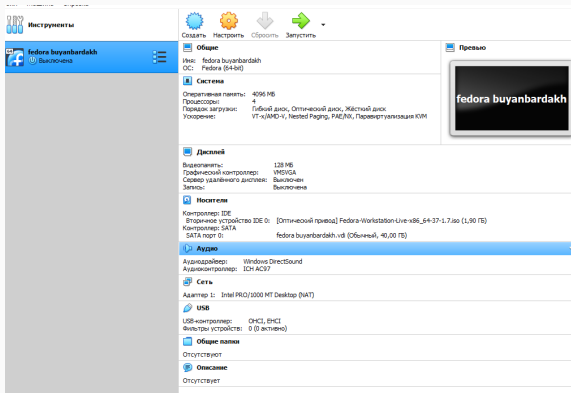 Инструменты
Создать Настроить Сбросить Запустить
64
fedora buyanbardakh
Выключена
Общие
Имя: fedora buyanbardakh
ОС: Fedora (64-bit)
Превью
fedora buyanbardakh
Система
Оперативная память: 4096 МБ
Процессоры: 4
Порядок загрузки: Гибкий диск, Оптический диск, Жёсткий диск
Ускорение: VT-x/AMD-V, Nested Paging, PAE/NX, Паравиртуализация KVM
Дисплей
Видеопамять: 128 МБ
Графический контроллер: VMSVGA
Сервер удалённого дисплея: Выключен
Запись: Выключена
Носители
Контроллер: IDE
Вторичное устройство IDE 0: [Оптический привод] Fedora-Workstation-Live-x86_64-37-1.7.iso (1,90 ГБ)
Контроллер: SATA
SATA порт 0: fedora buyanbardakh.vdi (Обычный, 40,00 ГБ)
Аудио
Аудиодрайвер: Windows DirectSound
Аудиоконтроллер: ICH AC97
Сеть
Адаптер 1: Intel PRO/1000 MT Desktop (NAT)
USB
USB-контроллер: OHCI, EHCI
Фильтры устройств: 0 (0 активно)
Общие папки
Отсутствуют
Описание
Отсутствует